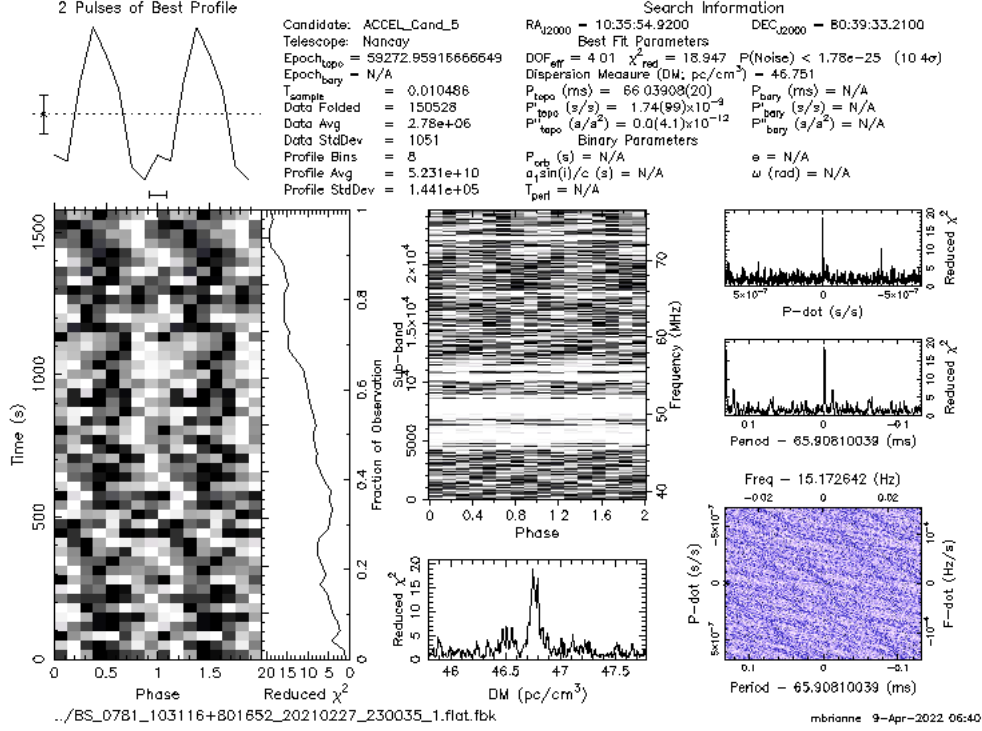 2 Pulses of Best Profile
Search Information
Candidate: ACCEL_Cand_5
Telescope: Nancay
Epoch_topo = 59272.95916666649
Epoch_bary = N/A
T_sample = 0.010486
Data Folded = 150528
Data Avg = 2.78e+06
Data StdDev = 1051
Profile Bins = 8
Profile Avg = 5.231e+10
Profile StdDev = 1.441e+05
RA_J2000 = 10:35:54.9200
DEC_J2000 = 80:39:33.2100
Best Fit Parameters
DOF_eff = 4.01 χ²_red = 18.947 P(Noise) < 1.78e-25 (10.4σ)
Dispersion Measure (DM; pc/cm³) = 46.751
P_topo (ms) = 66.03908(20) P_bary (ms) = N/A
P'_topo (s/s) = 1.74(99)×10⁻⁹ P'_bary (s/s) = N/A
P''_topo (s/s²) = 0.0(4.1)×10⁻¹² P''_bary (s/s²) = N/A
Binary Parameters
P_orb (s) = N/A e = N/A
a₁sin(i)/c (s) = N/A ω (rad) = N/A
T_peri = N/A
Time (s)
0 500 1000 1500
0 0.5 1 1.5
Phase
20 15 10 5 0
Reduced χ²
Fraction of Observation
0 0.2 0.4 0.6 0.8 1
Sub-band
0 5000 10⁴ 1.5×10⁴ 2×10⁴
Frequency (MHz)
40 50 60 70
0 0.4 0.8 1.2 1.6 2
Phase
Reduced χ²
0 5 10 15 20
46 46.5 47 47.5
DM (pc/cm³)
Reduced χ²
0 5 10 15 20
5×10⁻⁷ 0 −5×10⁻⁷
P-dot (s/s)
Reduced χ²
0 5 10 15 20
0.1 0 −0.1
Period − 65.90810039 (ms)
Freq − 15.172642 (Hz)
−0.02 0 0.02
P-dot (s/s)
−5×10⁻⁷ 0 5×10⁻⁷
F-dot (Hz/s)
10⁻⁴ 0 −10⁻⁴
0.1 0 −0.1
Period − 65.90810039 (ms)
../BS_0781_103116+801652_20210227_230035_1.flat.fbk
mbrianne 9-Apr-2022 06:40